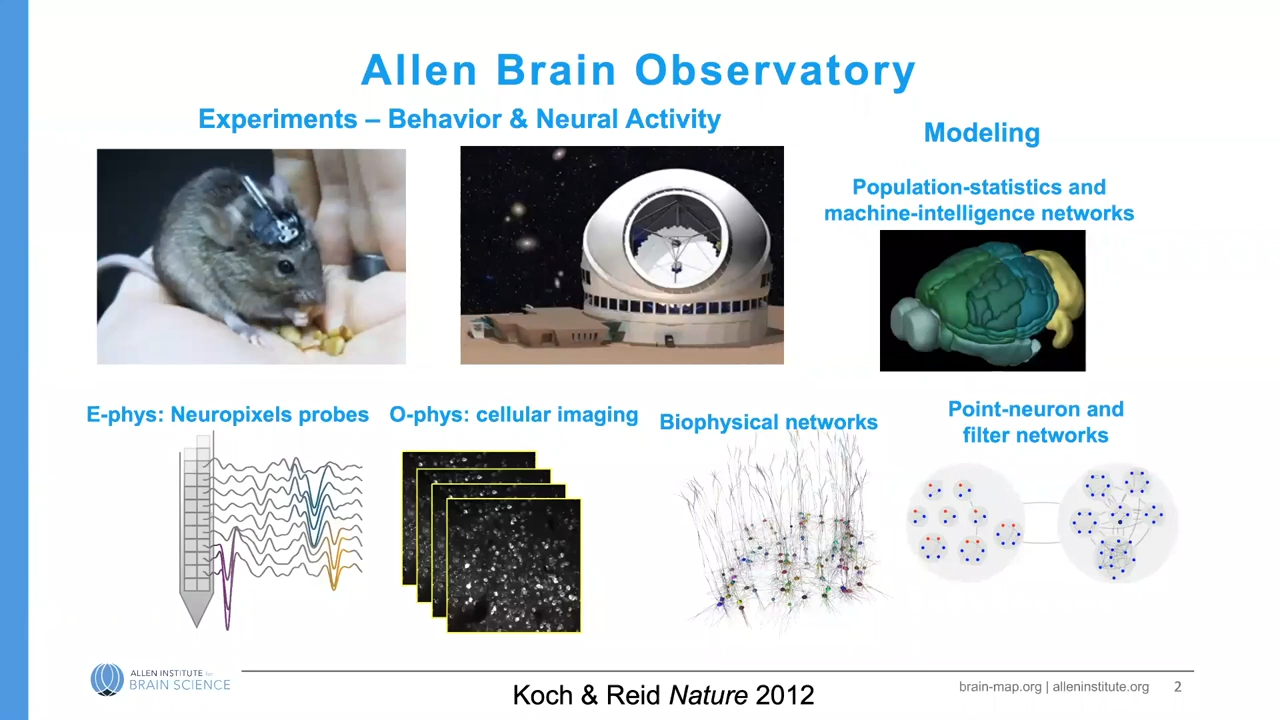 Allen Brain Observatory
Experiments – Behavior & Neural Activity
Modeling
Population-statistics and
machine-intelligence networks
E-phys: Neuropixels probes
O-phys: cellular imaging
Biophysical networks
Point-neuron and
filter networks
ALLEN INSTITUTE for
BRAIN SCIENCE
Koch & Reid Nature 2012
brain-map.org | alleninstitute.org
2